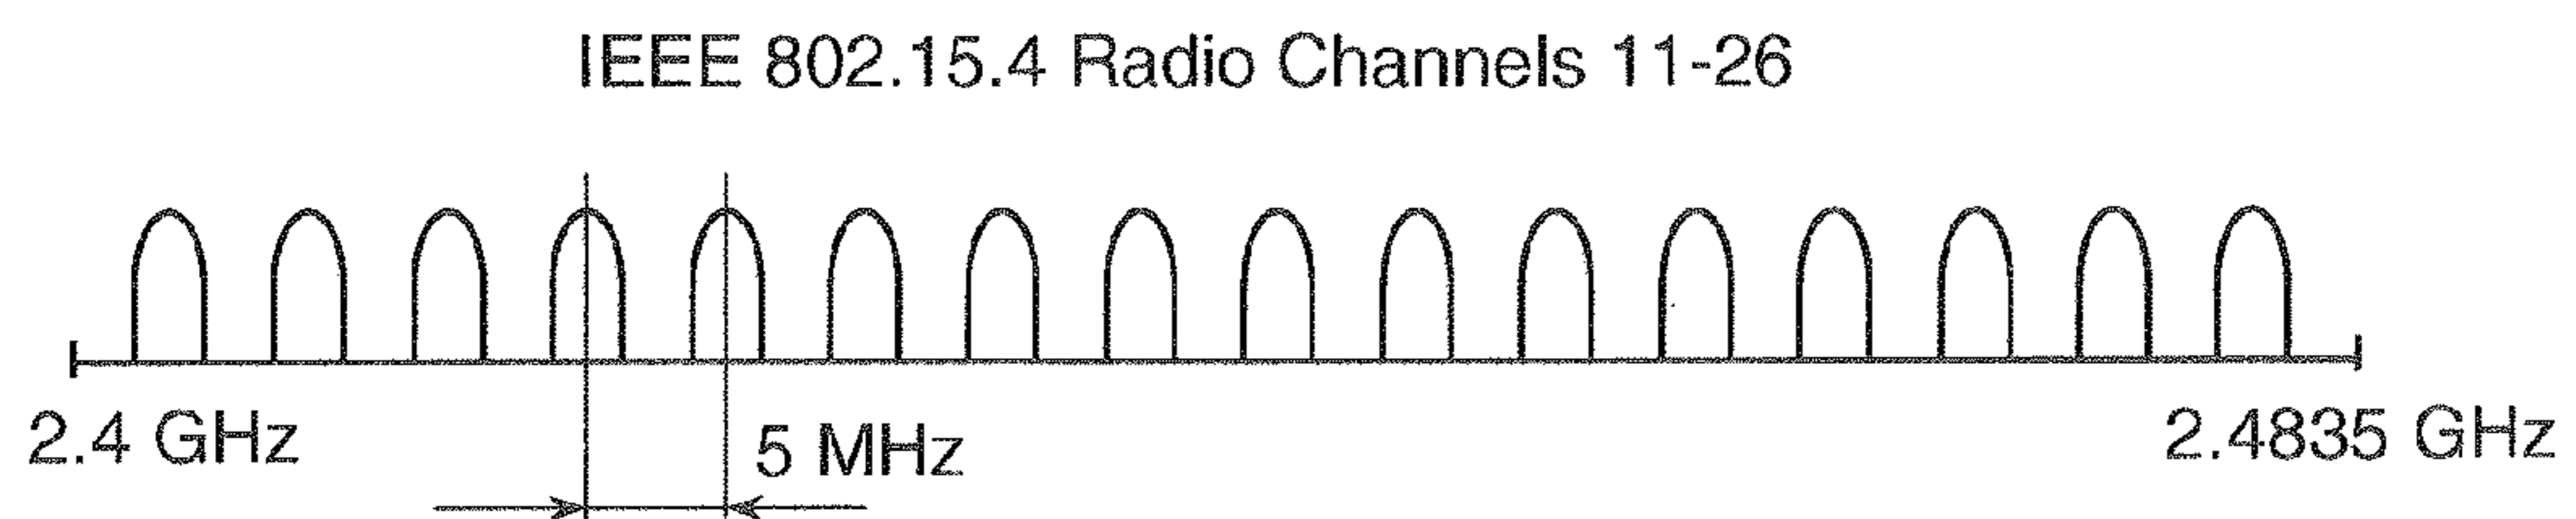 IEEE 802.15.4 Radio Channels 11-26
2.4 GHz
5 MHz
2.4835 GHz